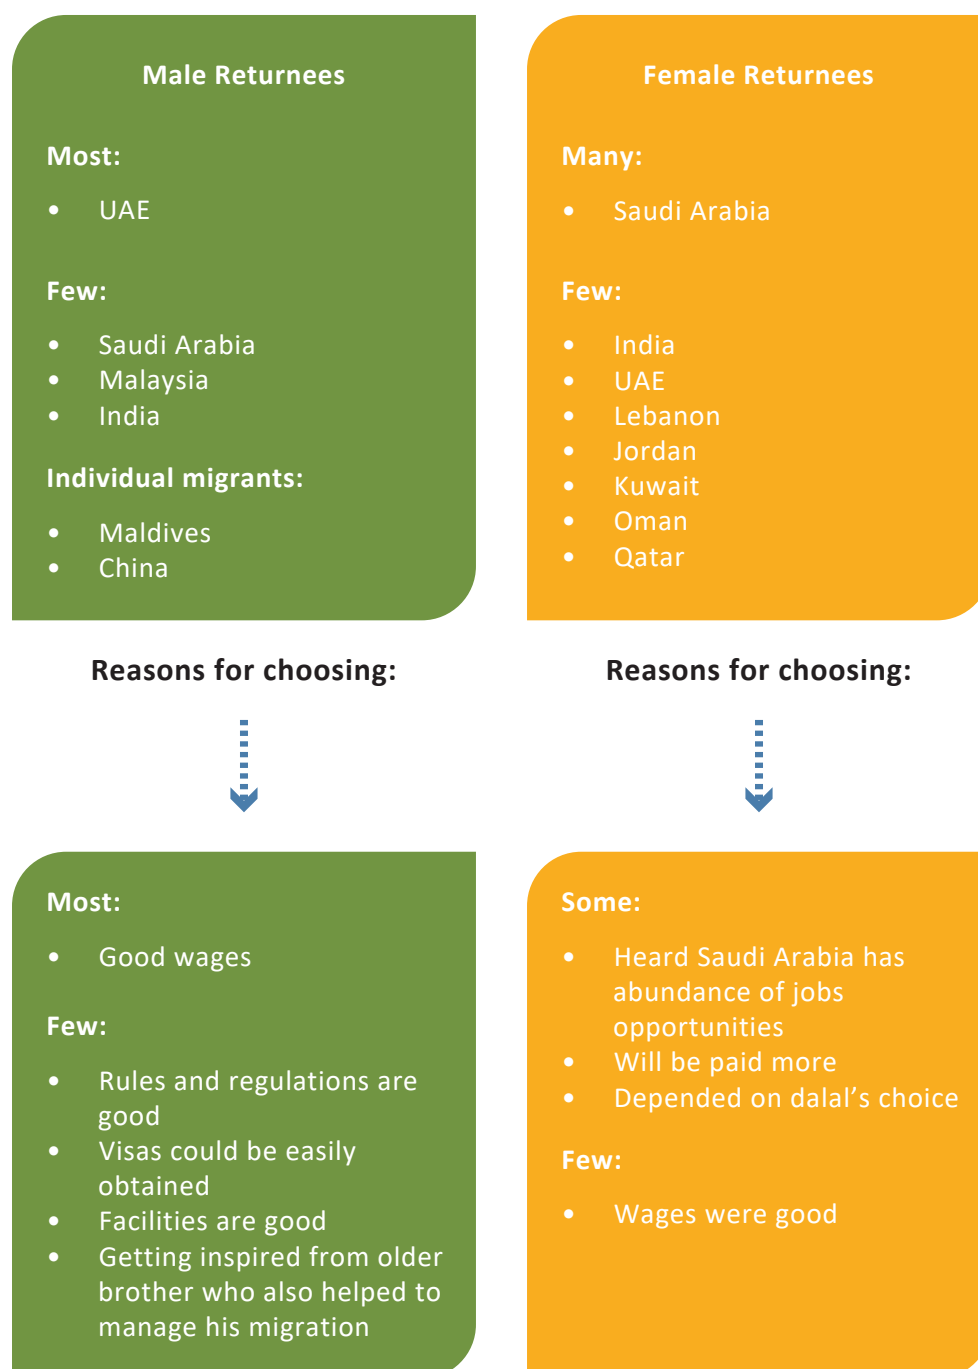 Male Returnees
Most:
• UAE
Few:
• Saudi Arabia
• Malaysia
• India
Individual migrants:
• Maldives
• China
Female Returnees
Many:
• Saudi Arabia
Few:
• India
• UAE
• Lebanon
• Jordan
• Kuwait
• Oman
• Qatar
Reasons for choosing:
Reasons for choosing:
Most:
• Good wages
Few:
• Rules and regulations are
good
• Visas could be easily
obtained
• Facilities are good
• Getting inspired from older
brother who also helped to
manage his migration
Some:
• Heard Saudi Arabia has
abundance of jobs
opportunities
• Will be paid more
• Depended on dalal’s choice
Few:
• Wages were good